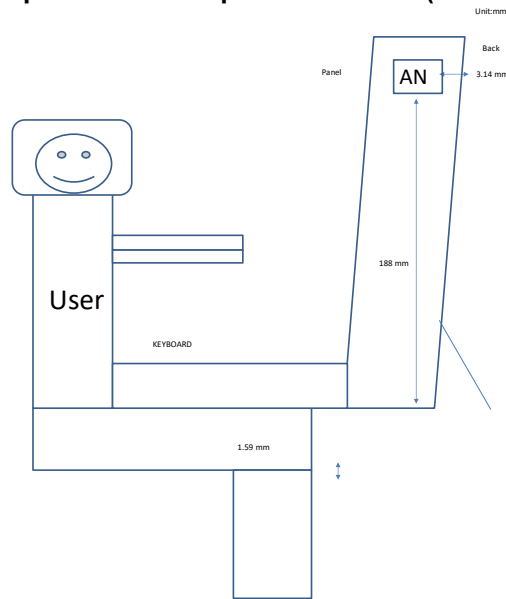 Unit:mm
Back
Panel
AN
3.14 mm
188 mm
User
KEYBOARD
1.59 mm